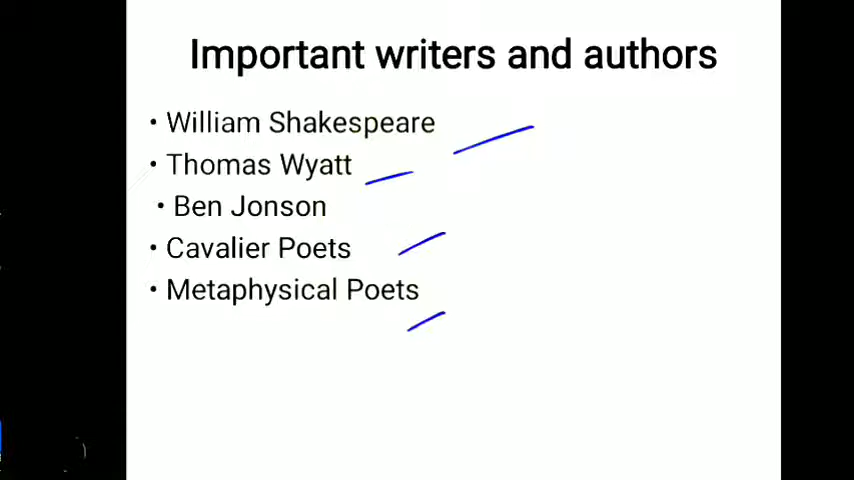 Important writers and authors
• William Shakespeare
• Thomas Wyatt
• Ben Jonson
• Cavalier Poets
• Metaphysical Poets